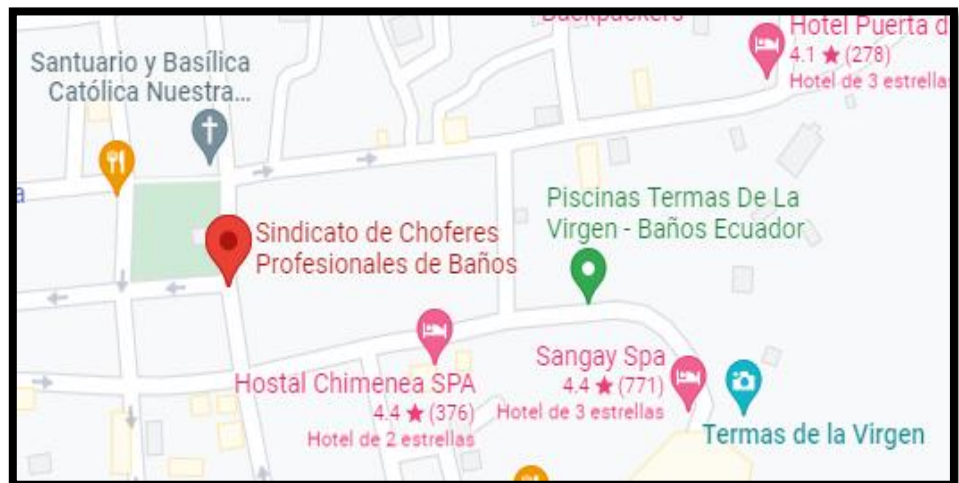 Backpackers
Hotel Puerta d
4.1 ★ (278)
Hotel de 3 estrellas
Santuario y Basílica
Católica Nuestra...
Piscinas Termas De La
Virgen - Baños Ecuador
Sindicato de Choferes
Profesionales de Baños
Sangay Spa
4.4 ★ (771)
Hotel de 3 estrellas
Hostal Chimenea SPA
4.4 ★ (376)
Hotel de 2 estrellas
Termas de la Virgen